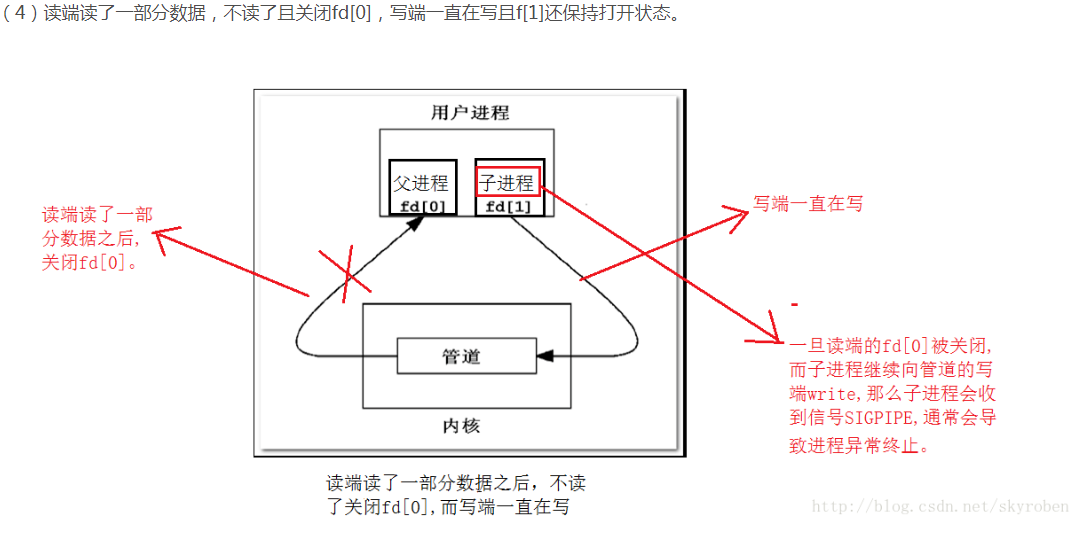 （4）读端读了一部分数据，不读了且关闭fd[0]，写端一直在写且f[1]还保持打开状态。
用户进程
父进程
fd[0]
子进程
fd[1]
读端读了一部
分数据之后,
关闭fd[0]。
写端一直在写
管道
内核
一旦读端的fd[0]被关闭,
而子进程继续向管道的写
端write,那么子进程会收
到信号SIGPIPE,通常会导
致进程异常终止。
读端读了一部分数据之后，不读
了关闭fd[0],而写端一直在写
http://blog.csdn.net/skyroben